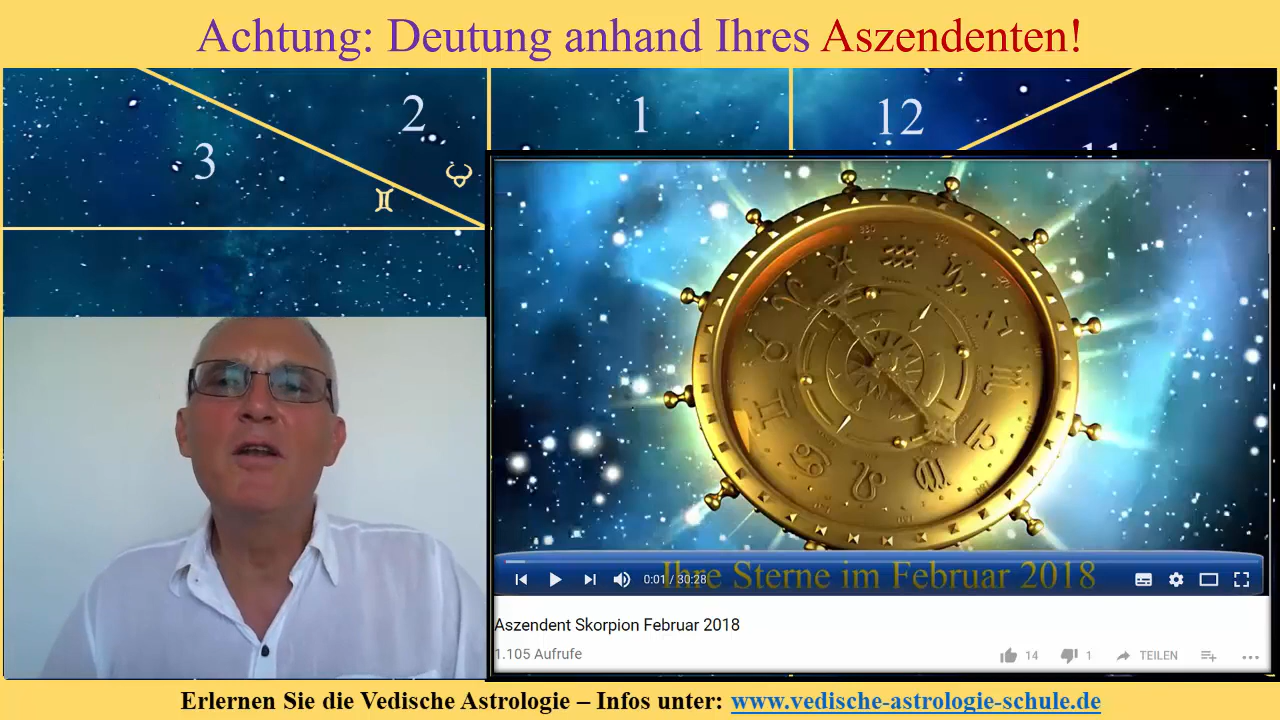 Achtung: Deutung anhand Ihres Aszendenten!
2
1
12
3
11
Ihre Sterne im Februar 2018
0:01 / 30:28
Aszendent Skorpion Februar 2018
1.105 Aufrufe
14
1
TEILEN
Erlernen Sie die Vedische Astrologie – Infos unter: www.vedische-astrologie-schule.de